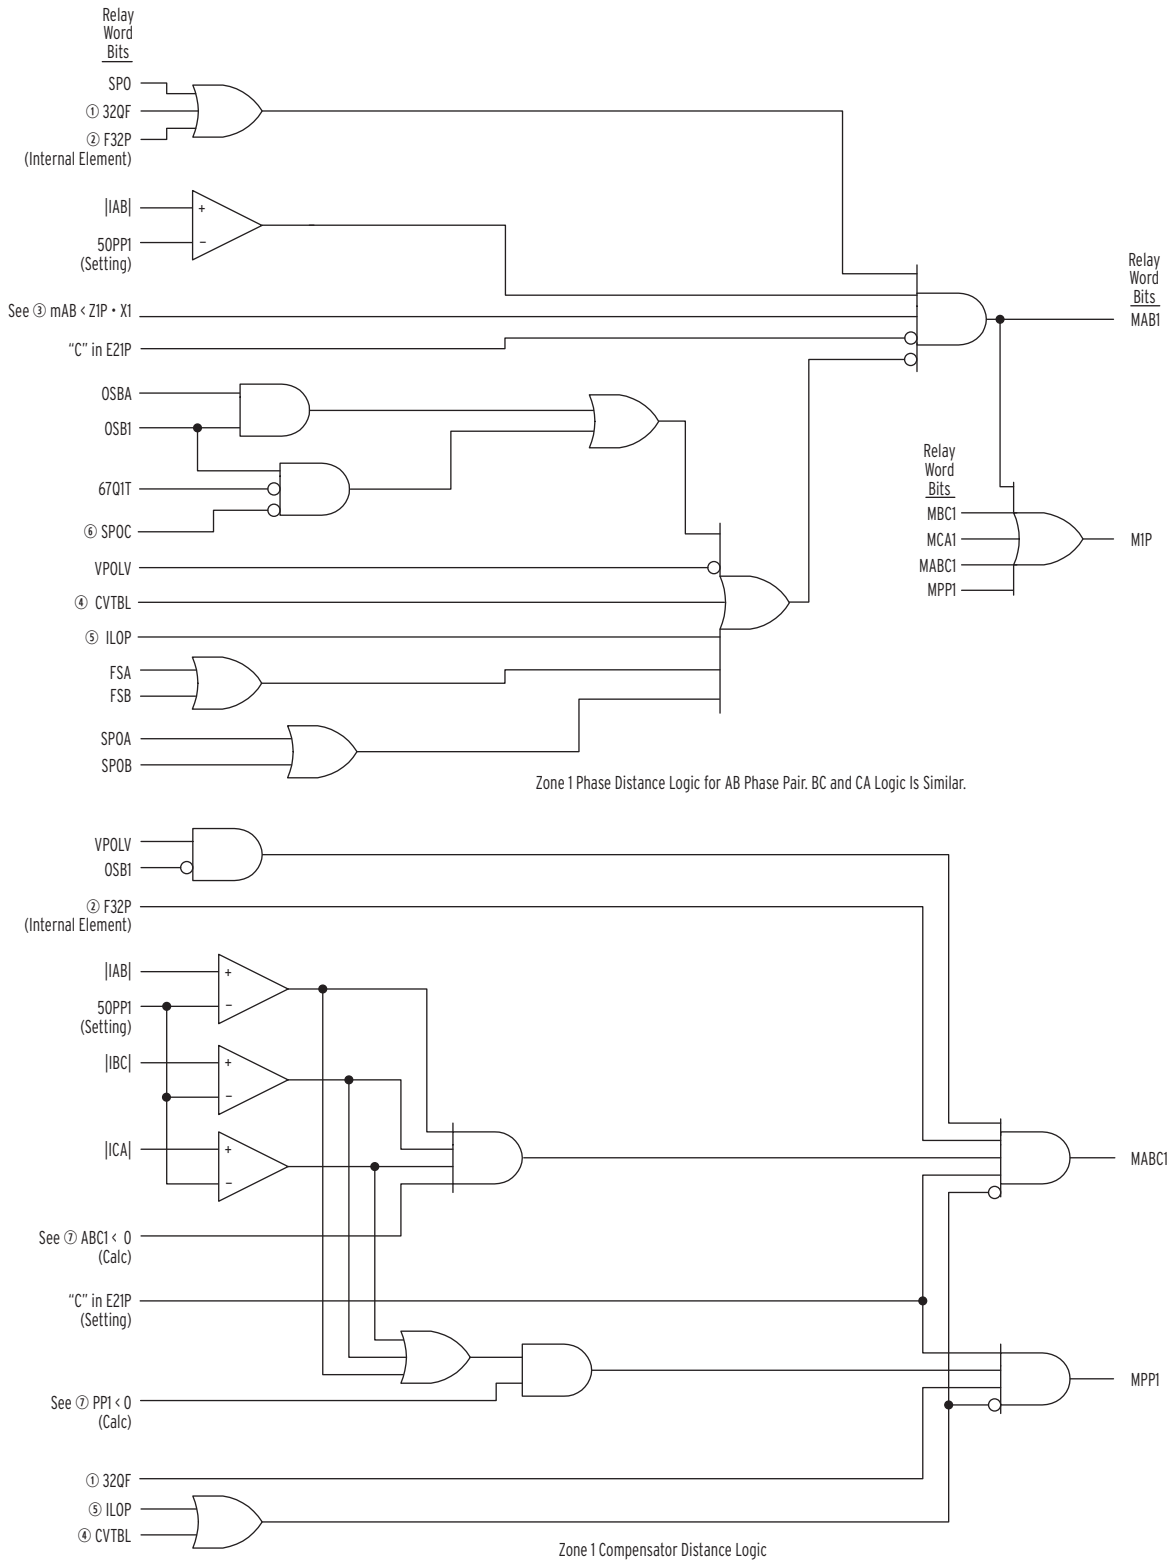 Relay
Word
Bits
SPO
① 32QF
② F32P
(Internal Element)
|IAB|
+
50PP1
–
(Setting)
See ③ mAB < Z1P • X1
“C” in E21P
OSBA
OSB1
67Q1T
⑥ SPOC
VPOLV
④ CVTBL
⑤ ILOP
FSA
FSB
SPOA
SPOB
Relay
Word
Bits
MAB1
Relay
Word
Bits
MBC1
MCA1
MABC1
MPP1
M1P
Zone 1 Phase Distance Logic for AB Phase Pair. BC and CA Logic Is Similar.
VPOLV
OSB1
② F32P
(Internal Element)
|IAB|
+
50PP1
–
(Setting)
|IBC|
+
–
|ICA|
+
–
MABC1
See ⑦ ABC1 < 0
(Calc)
“C” in E21P
(Setting)
MPP1
See ⑦ PP1 < 0
(Calc)
① 32QF
⑤ ILOP
④ CVTBL
Zone 1 Compensator Distance Logic